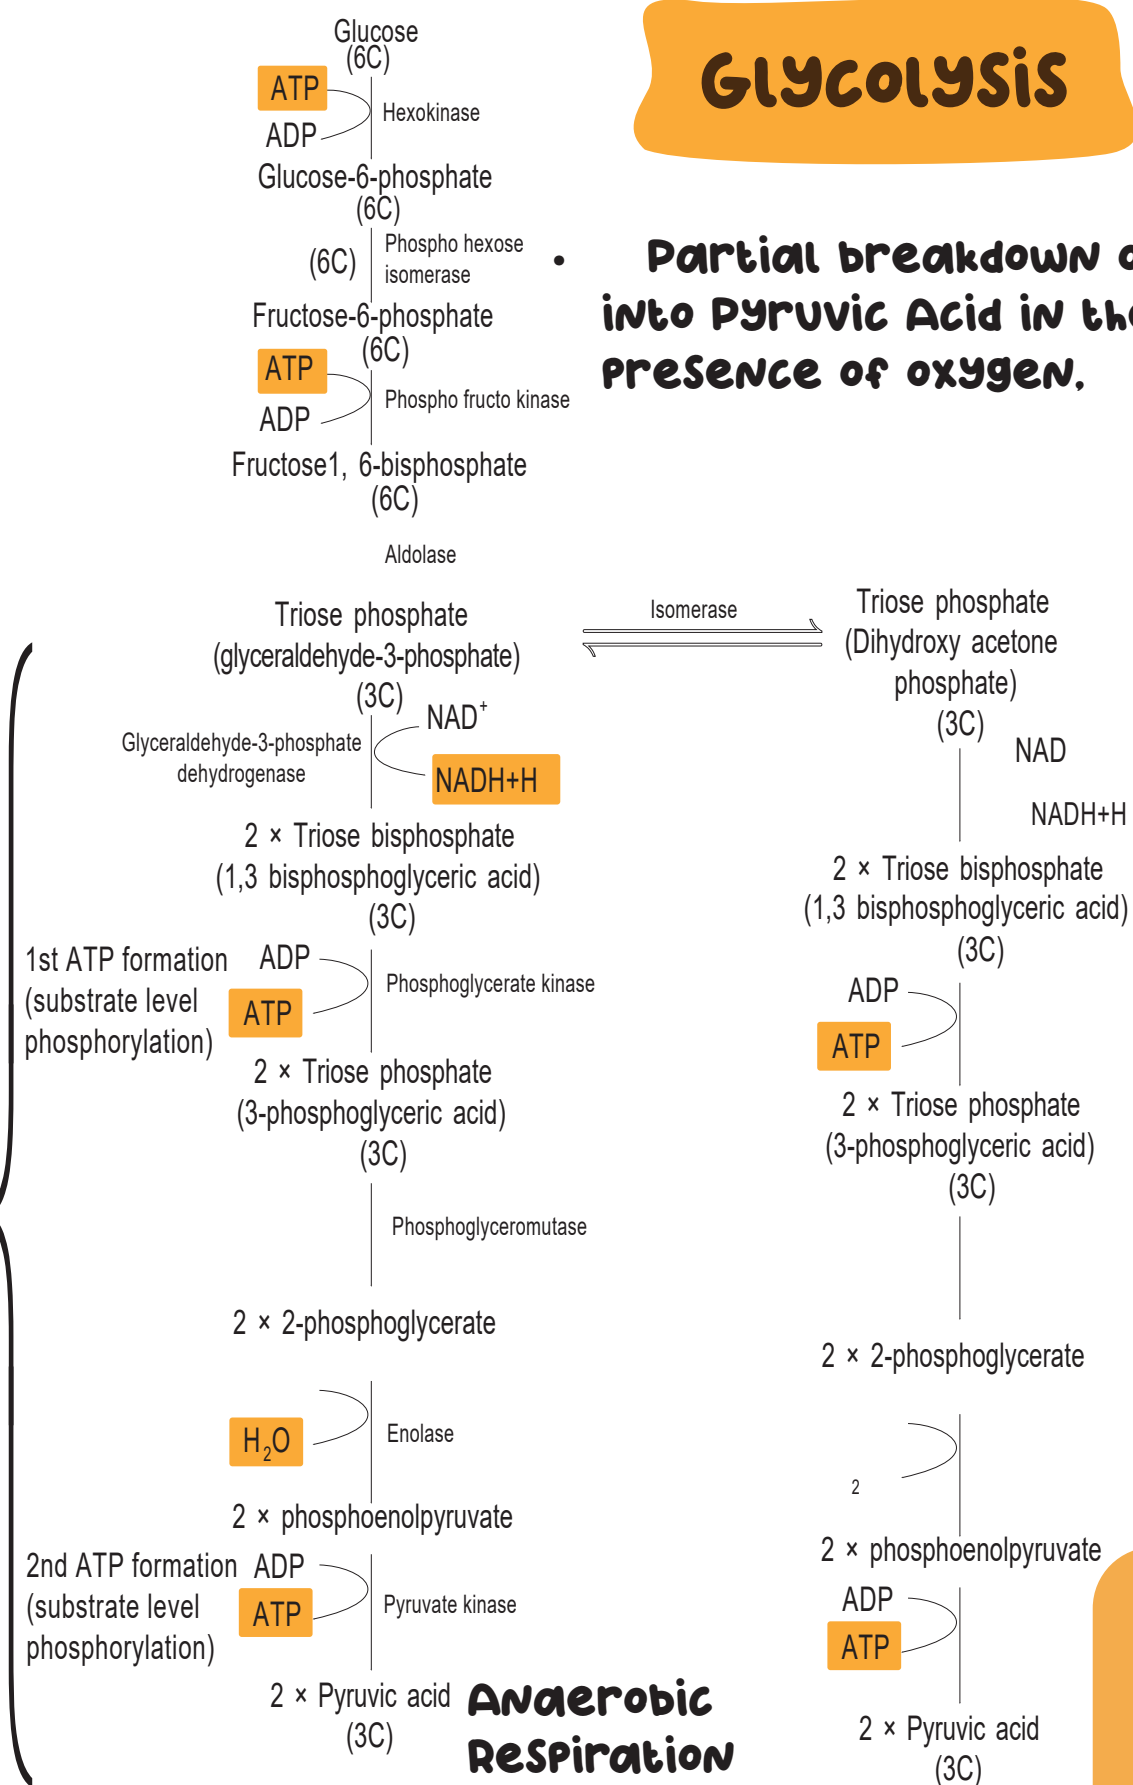 GLYCOLYSIS
Glucose
(6C)
ATP
Hexokinase
ADP
Glucose-6-phosphate
(6C)
(6C)
Phospho hexose
isomerase
Fructose-6-phosphate
(6C)
ATP
Phospho fructo kinase
ADP
Fructose1, 6-bisphosphate
(6C)
• Partial breakdown
into Pyruvic Acid in the
presence of oxygen,
Aldolase
Triose phosphate
(glyceraldehyde-3-phosphate)
(3C)
Isomerase
Triose phosphate
(Dihydroxy acetone
phosphate)
(3C)
NAD+
Glyceraldehyde-3-phosphate
dehydrogenase
NADH+H
2 × Triose bisphosphate
(1,3 bisphosphoglyceric acid)
(3C)
1st ATP formation
(substrate level
phosphorylation)
ADP
ATP
Phosphoglycerate kinase
2 × Triose phosphate
(3-phosphoglyceric acid)
(3C)
Phosphoglyceromutase
2 × 2-phosphoglycerate
H2O
Enolase
2 × phosphoenolpyruvate
2nd ATP formation
(substrate level
phosphorylation)
ADP
ATP
Pyruvate kinase
2 × Pyruvic acid
(3C)
Anaerobic
Respiration
NAD
NADH+H
2 × Triose bisphosphate
(1,3 bisphosphoglyceric acid)
(3C)
ADP
ATP
2 × Triose phosphate
(3-phosphoglyceric acid)
(3C)
2 × 2-phosphoglycerate
2
2 × phosphoenolpyruvate
ADP
ATP
2 × Pyruvic acid
(3C)